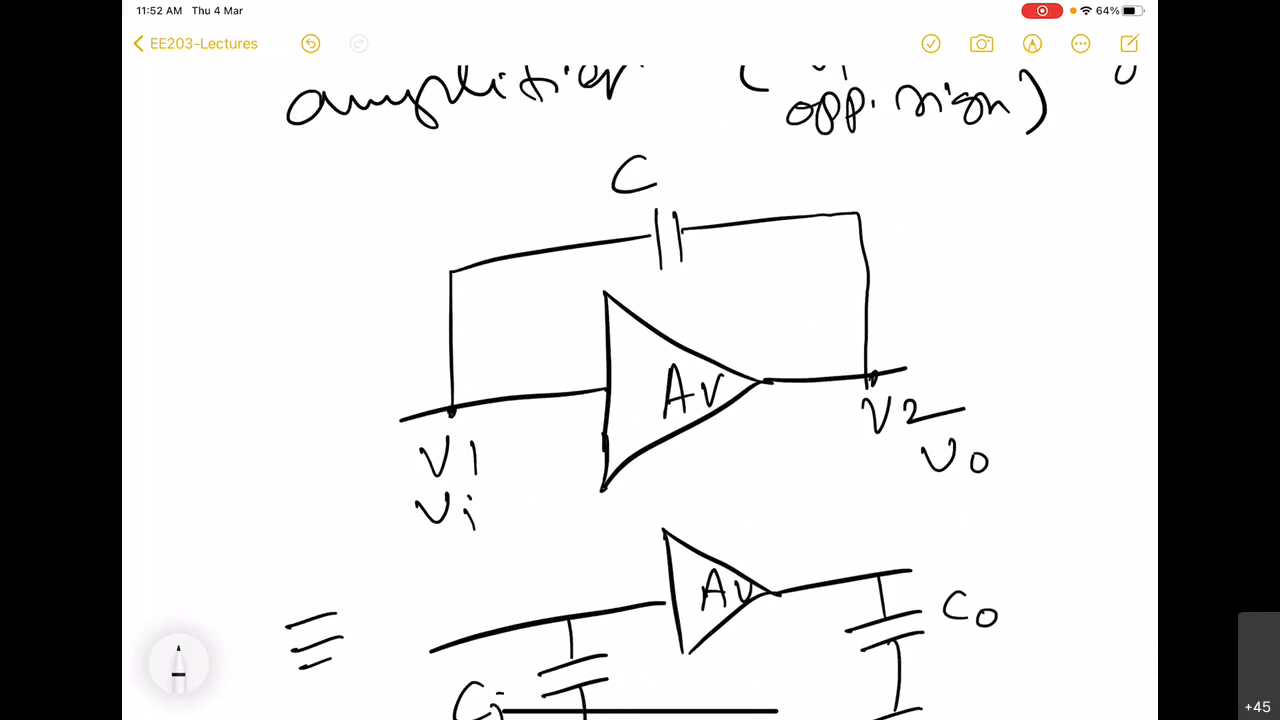 11:52 AM Thu 4 Mar
64%
EE203-Lectures
opp. sign)
C
Av
V1
Vi
V2
Vo
Av
Co
Ci
+45